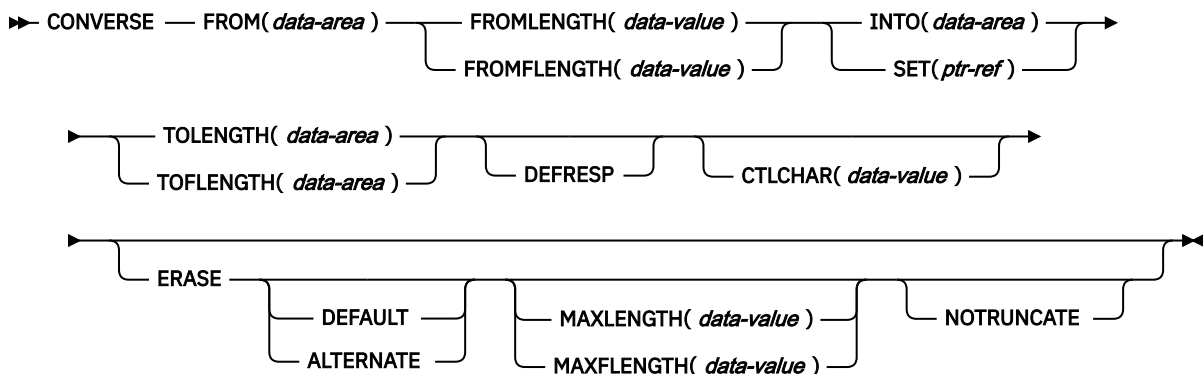 CONVERSE FROM( data-area ) FROMLENGTH( data-value ) INTO( data-area )
FROMFLENGTH( data-value ) SET( ptr-ref )
TOLENGTH( data-area )
TOFLENGTH( data-area ) DEFRESP CTLCHAR( data-value )
ERASE
DEFAULT MAXLENGTH( data-value ) NOTRUNCATE
ALTERNATE MAXFLENGTH( data-value )